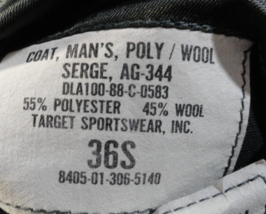 COAT, MAN'S, POLY / WOOL
SERGE, AG-344
DLA100-88-C-0583
55% POLYESTER 45% WOOL
TARGET SPORTSWEAR, INC.
36S
8405-01-306-5140